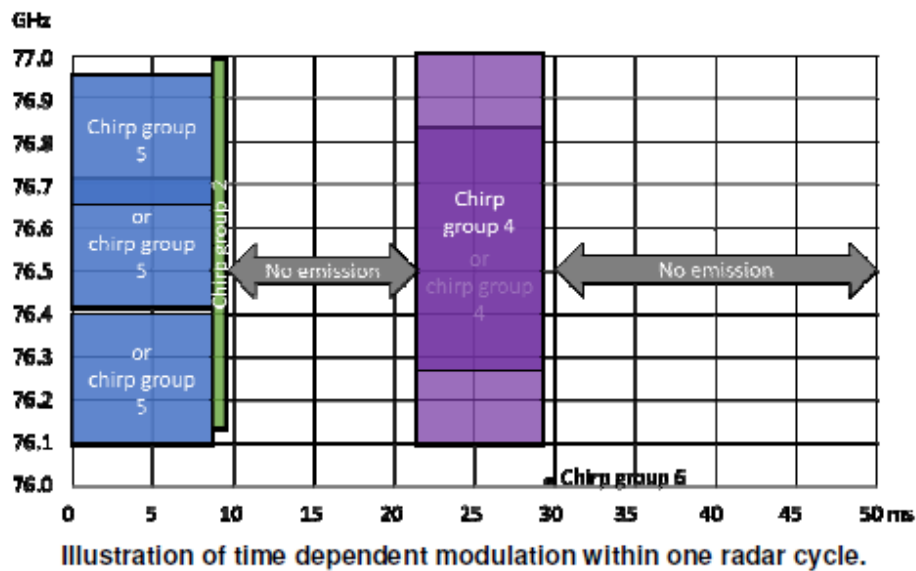 GHz
77.0
76.9
76.8
76.7
76.6
76.5
76.4
76.3
76.2
76.1
76.0
Chirp group
5
or
chirp group
5
or
chirp group
5
Chirp group 2
No emission
Chirp
group 4
or
chirp group
4
No emission
Chirp group 6
0 5 10 15 20 25 30 35 40 45 50 ms
Illustration of time dependent modulation within one radar cycle.